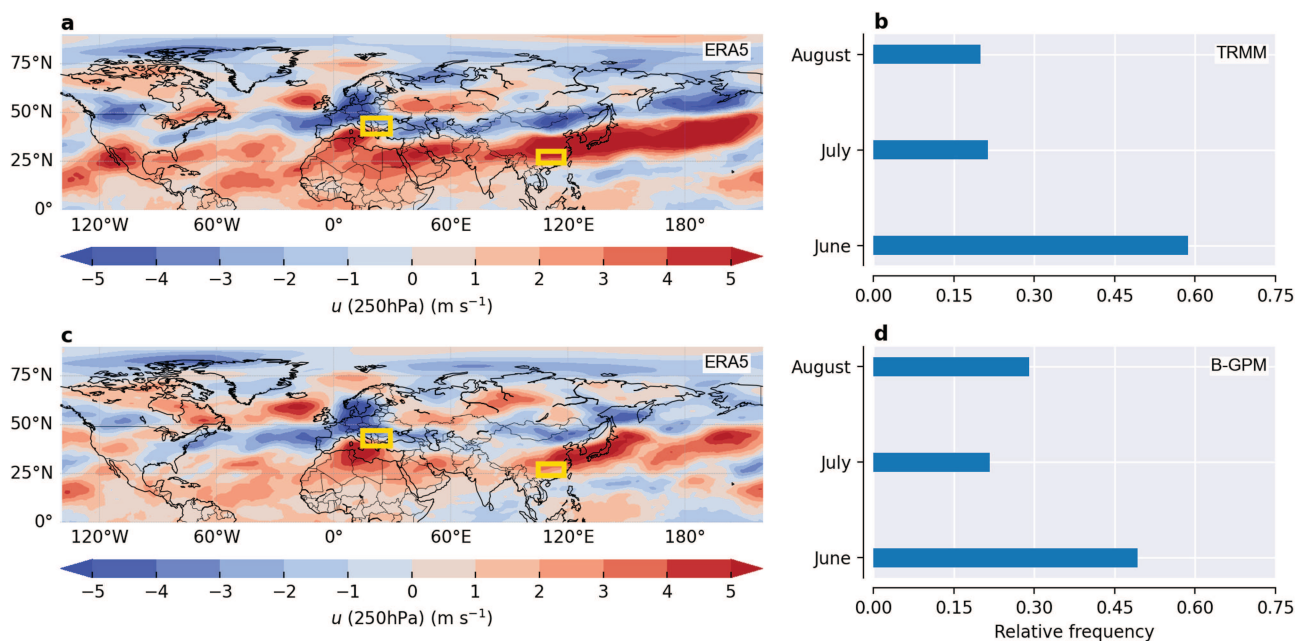 a
ERA5
75°N
50°N
25°N
0°
120°W 60°W 0° 60°E 120°E 180°
−5 −4 −3 −2 −1 0 1 2 3 4 5
u (250hPa) (m s⁻¹)
b
TRMM
August
July
June
0.00 0.15 0.30 0.45 0.60 0.75
c
ERA5
75°N
50°N
25°N
0°
120°W 60°W 0° 60°E 120°E 180°
−5 −4 −3 −2 −1 0 1 2 3 4 5
u (250hPa) (m s⁻¹)
d
B-GPM
August
July
June
0.00 0.15 0.30 0.45 0.60 0.75
Relative frequency